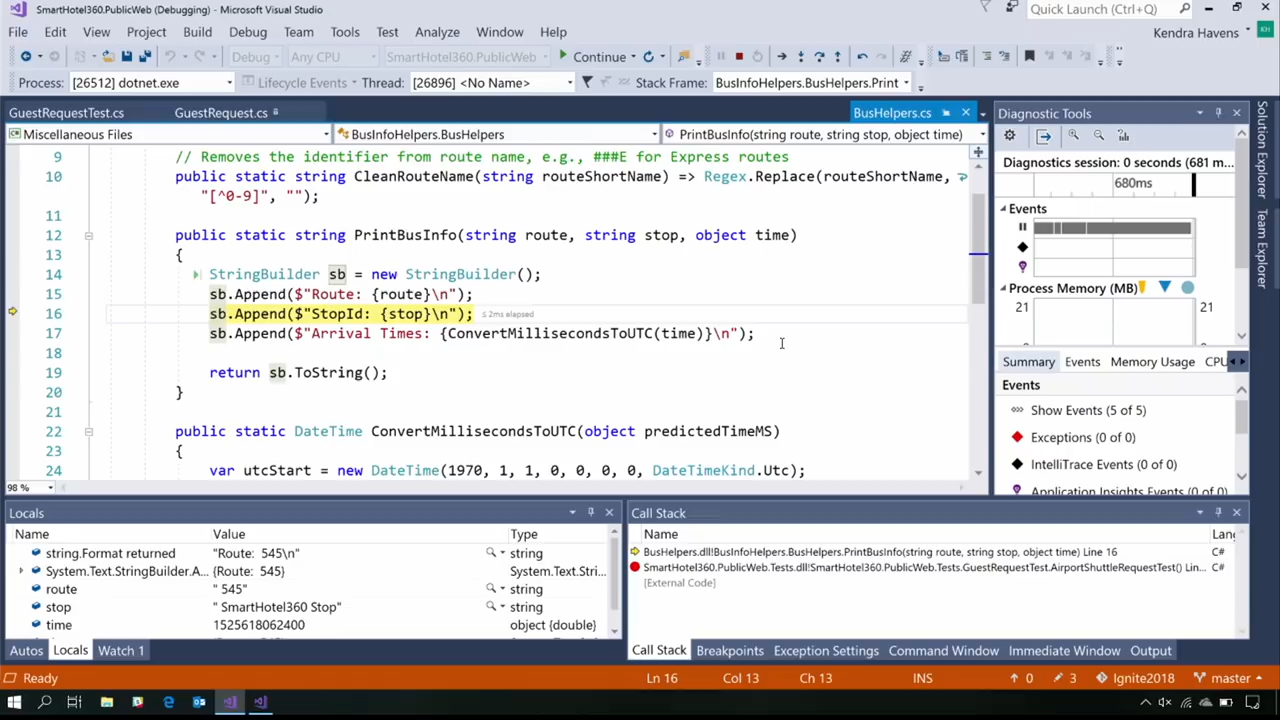 SmartHotel360.PublicWeb (Debugging) - Microsoft Visual Studio
Quick Launch (Ctrl+Q)
File Edit View Project Build Debug Team Tools Test Analyze Window Help
Kendra Havens KH
Debug Any CPU SmartHotel360.PublicWeb Continue
Process: [26512] dotnet.exe Lifecycle Events Thread: [26896] <No Name> Stack Frame: BusInfoHelpers.BusHelpers.Print
GuestRequestTest.cs GuestRequest.cs BusHelpers.cs
Miscellaneous Files BusInfoHelpers.BusHelpers PrintBusInfo(string route, string stop, object time)
9 // Removes the identifier from route name, e.g., ###E for Express routes
10 public static string CleanRouteName(string routeShortName) => Regex.Replace(routeShortName,
"[^0-9]", "");
11
12 public static string PrintBusInfo(string route, string stop, object time)
13 {
14 StringBuilder sb = new StringBuilder();
15 sb.Append($"Route: {route}\n");
16 sb.Append($"StopId: {stop}\n"); ≤2ms elapsed
17 sb.Append($"Arrival Times: {ConvertMillisecondsToUTC(time)}\n");
18
19 return sb.ToString();
20 }
21
22 public static DateTime ConvertMillisecondsToUTC(object predictedTimeMS)
23 {
24 var utcStart = new DateTime(1970, 1, 1, 0, 0, 0, 0, DateTimeKind.Utc);
98 %
Diagnostic Tools
Diagnostics session: 0 seconds (681 m...
680ms
Events
Process Memory (MB)
21 21
Summary Events Memory Usage CPU
Events
Show Events (5 of 5)
Exceptions (0 of 0)
IntelliTrace Events (0 of 0)
Application Insights Events (0 of 0)
Solution Explorer
Team Explorer
Locals
Name Value Type
string.Format returned "Route: 545\n" string
System.Text.StringBuilder.A... {Route: 545} System.Text.Stri...
route " 545" string
stop " SmartHotel360 Stop" string
time 1525618062400 object {double}
Autos Locals Watch 1
Call Stack
Name Lang
BusHelpers.dll!BusInfoHelpers.BusHelpers.PrintBusInfo(string route, string stop, object time) Line 16 C#
SmartHotel360.PublicWeb.Tests.dll!SmartHotel360.PublicWeb.Tests.GuestRequestTest.AirportShuttleRequestTest() Lin... C#
[External Code]
Call Stack Breakpoints Exception Settings Command Window Immediate Window Output
Ready Ln 16 Col 13 Ch 13 INS 0 3 Ignite2018 master